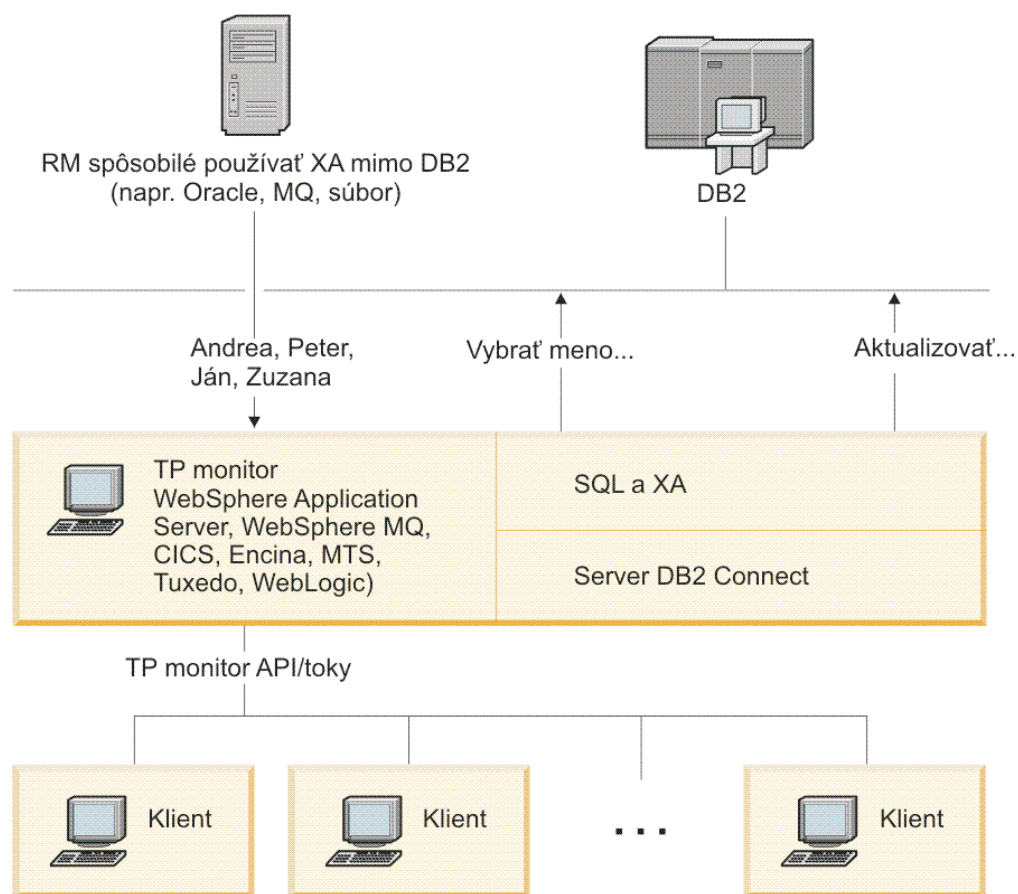 RM spôsobilé používať XA mimo DB2
(napr. Oracle, MQ, súbor)
DB2
Andrea, Peter,
Ján, Zuzana
Vybrať meno...
Aktualizovať...
TP monitor
WebSphere Application
Server, WebSphere MQ,
CICS, Encina, MTS,
Tuxedo, WebLogic)
SQL a XA
Server DB2 Connect
TP monitor API/toky
Klient
Klient
...
Klient